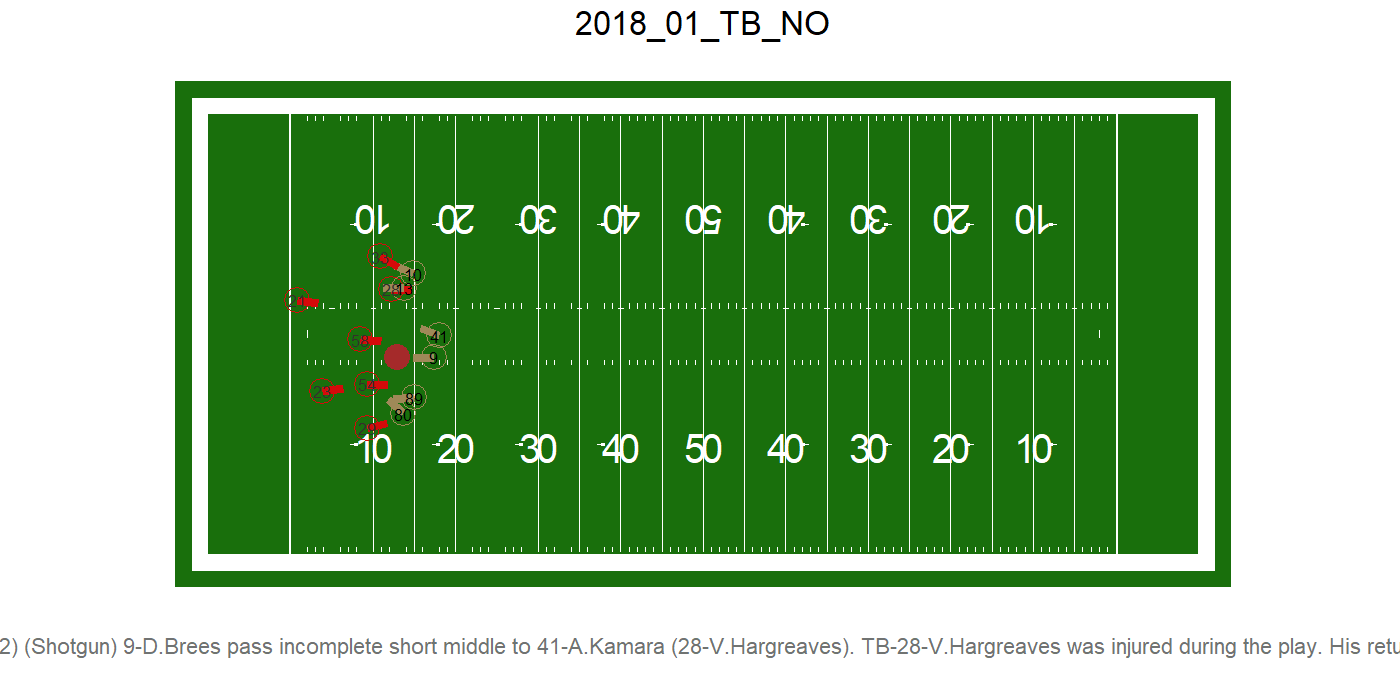 2018_01_TB_NO
10 20 30 40 50 40 30 20 10
10
28 13
21
41
58
9
54
23
89
80
29
10 20 30 40 50 40 30 20 10
2) (Shotgun) 9-D.Brees pass incomplete short middle to 41-A.Kamara (28-V.Hargreaves). TB-28-V.Hargreaves was injured during the play. His retu